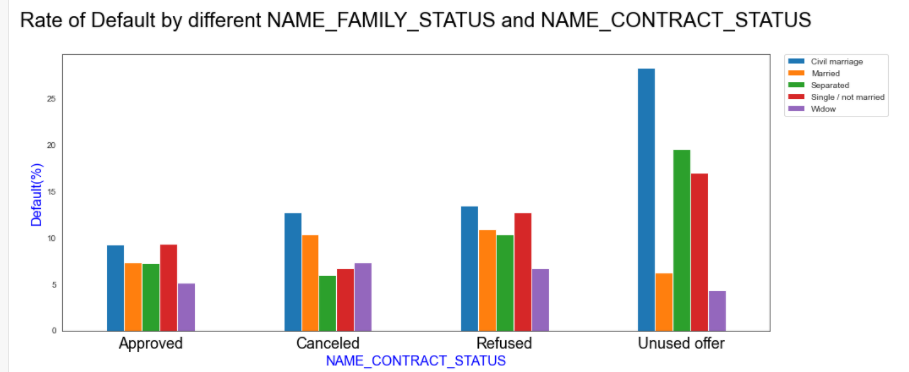 Rate of Default by different NAME_FAMILY_STATUS and NAME_CONTRACT_STATUS
Civil marriage
Married
Separated
Single / not married
Widow
25
20
15
10
5
0
Default(%)
Approved Canceled Refused Unused offer
NAME_CONTRACT_STATUS